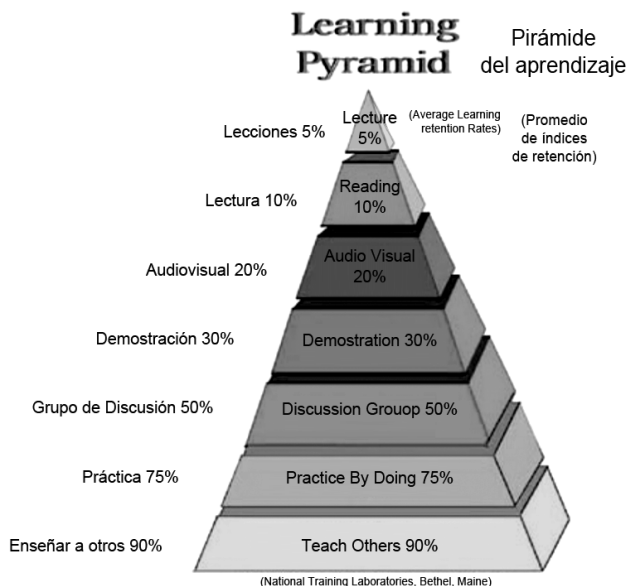 Learning
Pyramid
Pirámide
del aprendizaje
Lecciones 5%
Lecture
5%
(Average Learning
retention Rates)
(Promedio
de índices
de retención)
Lectura 10%
Reading
10%
Audiovisual 20%
Audio Visual
20%
Demostración 30%
Demostration 30%
Grupo de Discusión 50%
Discussion Grouop 50%
Práctica 75%
Practice By Doing 75%
Enseñar a otros 90%
Teach Others 90%
(National Training Laboratories, Bethel, Maine)